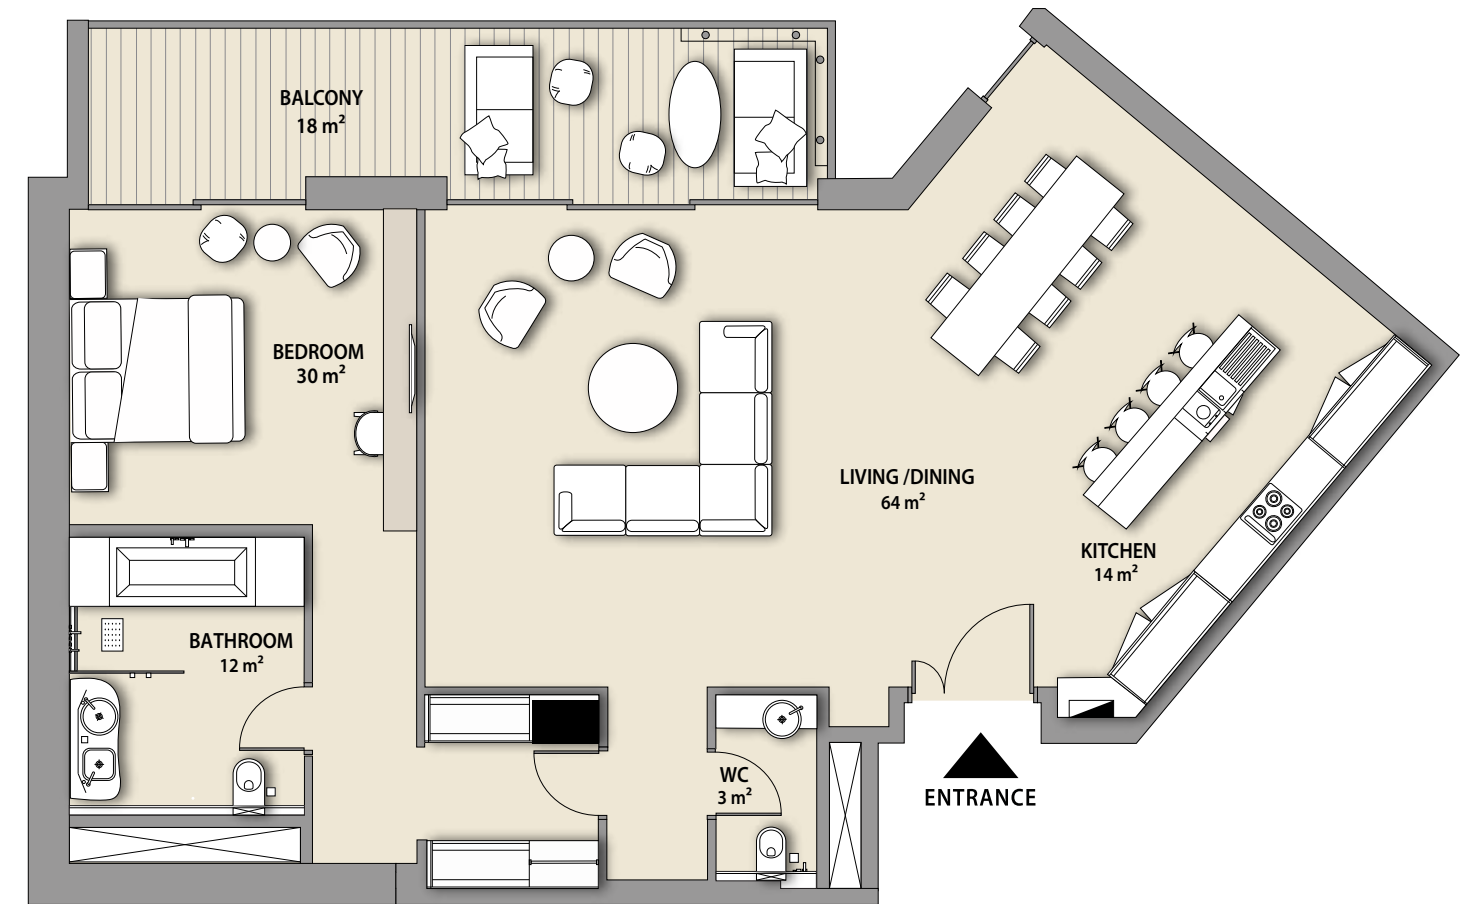 BALCONY
18 m²
BEDROOM
30 m²
LIVING /DINING
64 m²
KITCHEN
14 m²
BATHROOM
12 m²
WC
3 m²
ENTRANCE